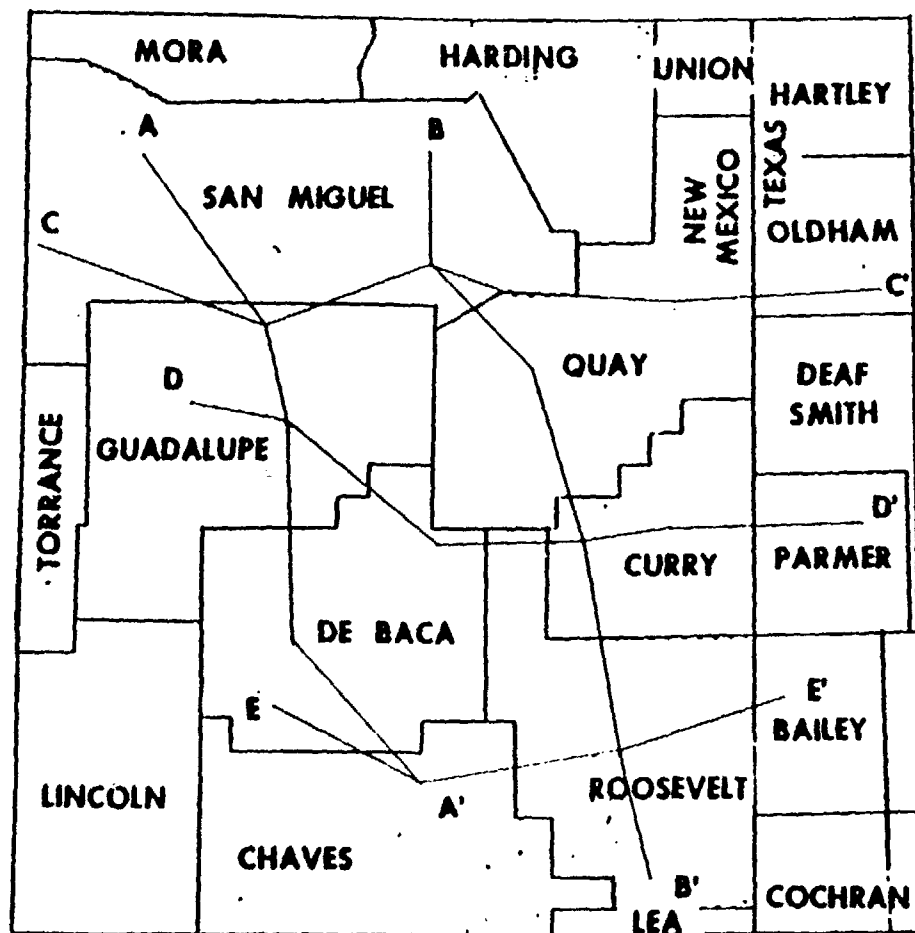 MORA
HARDING
UNION
HARTLEY
A
B
TEXAS
NEW
MEXICO
SAN MIGUEL
C
OLDHAM
C'
QUAY
D
DEAF
SMITH
TORRANCE
GUADALUPE
D'
CURRY
PARMER
DE BACA
E
E'
BAILEY
LINCOLN
A'
ROOSEVELT
CHAVES
B'
LEA
COCHRAN